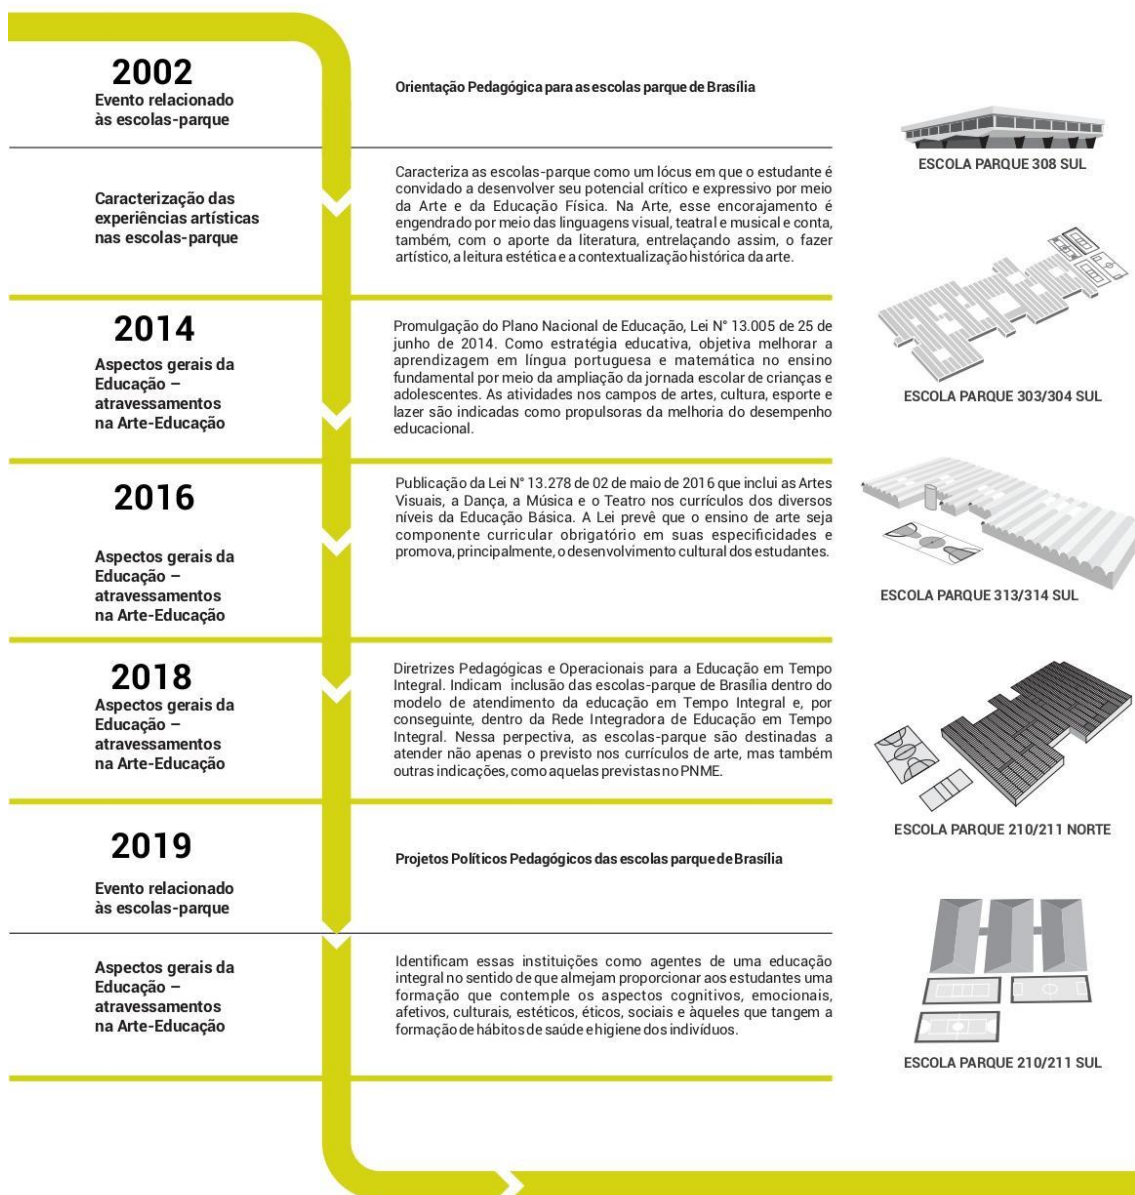 2002
Evento relacionado
às escolas-parque
Orientação Pedagógica para as escolas parque de Brasília
ESCOLA PARQUE 308 SUL
Caracterização das
experiências artísticas
nas escolas-parque
Caracteriza as escolas-parque como um lócus em que o estudante é
convidado a desenvolver seu potencial crítico e expressivo por meio
da Arte e da Educação Física. Na Arte, esse encorajamento é
engendrado por meio das linguagens visual, teatral e musical e conta,
também, com o aporte da literatura, entrelaçando assim, o fazer
artístico, a leitura estética e a contextualização histórica da arte.
ESCOLA PARQUE 303/304 SUL
2014
Aspectos gerais da
Educação –
atravessamentos
na Arte-Educação
Promulgação do Plano Nacional de Educação, Lei N° 13.005 de 25 de
junho de 2014. Como estratégia educativa, objetiva melhorar a
aprendizagem em língua portuguesa e matemática no ensino
fundamental por meio da ampliação da jornada escolar de crianças e
adolescentes. As atividades nos campos de artes, cultura, esporte e
lazer são indicadas como propulsoras da melhoria do desempenho
educacional.
2016
Aspectos gerais da
Educação –
atravessamentos
na Arte-Educação
Publicação da Lei N° 13.278 de 02 de maio de 2016 que inclui as Artes
Visuais, a Dança, a Música e o Teatro nos currículos dos diversos
níveis da Educação Básica. A Lei prevê que o ensino de arte seja
componente curricular obrigatório em suas especificidades e
promova, principalmente, o desenvolvimento cultural dos estudantes.
ESCOLA PARQUE 313/314 SUL
2018
Aspectos gerais da
Educação –
atravessamentos
na Arte-Educação
Diretrizes Pedagógicas e Operacionais para a Educação em Tempo
Integral. Indicam inclusão das escolas-parque de Brasília dentro do
modelo de atendimento da educação em Tempo Integral e, por
conseguinte, dentro da Rede Integradora de Educação em Tempo
Integral. Nessa perpectiva, as escolas-parque são destinadas a
atender não apenas o previsto nos currículos de arte, mas também
outras indicações, como aquelas previstas no PNME.
ESCOLA PARQUE 210/211 NORTE
2019
Evento relacionado
às escolas-parque
Projetos Políticos Pedagógicos das escolas parque de Brasília
Aspectos gerais da
Educação –
atravessamentos
na Arte-Educação
Identificam essas instituições como agentes de uma educação
integral no sentido de que almejam proporcionar aos estudantes uma
formação que contemple os aspectos cognitivos, emocionais,
afetivos, culturais, estéticos, éticos, sociais e àqueles que tangem a
formação de hábitos de saúde e higiene dos indivíduos.
ESCOLA PARQUE 210/211 SUL